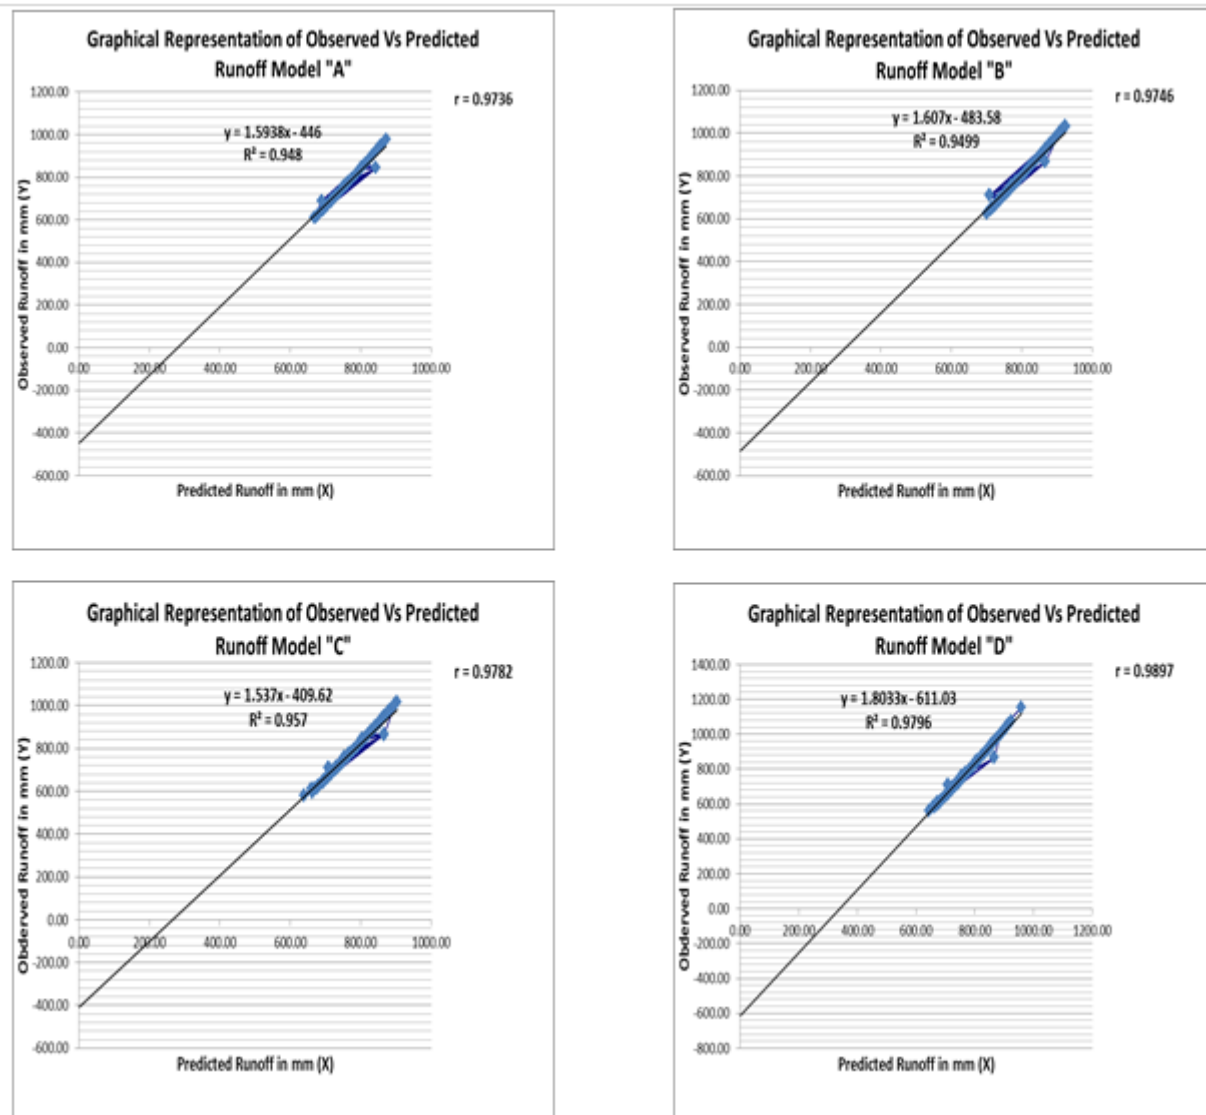 Graphical Representation of Observed Vs Predicted
Runoff Model "A"
r = 0.9736
y = 1.5938x - 446
R² = 0.948
1200.00
1000.00
800.00
600.00
400.00
200.00
0.00
-200.00
-400.00
-600.00
0.00 200.00 400.00 600.00 800.00 1000.00
Observed Runoff in mm (Y)
Predicted Runoff in mm (X)
Graphical Representation of Observed Vs Predicted
Runoff Model "B"
r = 0.9746
y = 1.607x - 483.58
R² = 0.9499
1200.00
1000.00
800.00
600.00
400.00
200.00
0.00
-200.00
-400.00
-600.00
0.00 200.00 400.00 600.00 800.00 1000.00
Observed Runoff in mm (Y)
Predicted Runoff in mm (X)
Graphical Representation of Observed Vs Predicted
Runoff Model "C"
r = 0.9782
y = 1.537x - 409.62
R² = 0.957
1200.00
1000.00
800.00
600.00
400.00
200.00
0.00
-200.00
-400.00
-600.00
0.00 200.00 400.00 600.00 800.00 1000.00
Obderved Runoff in mm (Y)
Predicted Runoff in mm (X)
Graphical Representation of Observed Vs Predicted
Runoff Model "D"
r = 0.9897
y = 1.8033x - 611.03
R² = 0.9796
1400.00
1200.00
1000.00
800.00
600.00
400.00
200.00
0.00
-200.00
-400.00
-600.00
-800.00
0.00 200.00 400.00 600.00 800.00 1000.00 1200.00
Obderved Runoff in mm (Y)
Predicted Runoff in mm (X)